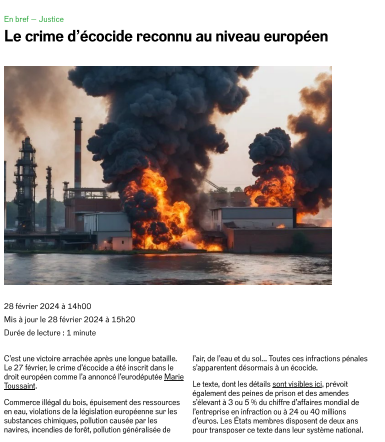 En bref — Justice
Le crime d'écocide reconnu au niveau européen
28 février 2024 à 14h00
Mis à jour le 28 février 2024 à 15h20
Durée de lecture : 1 minute
C'est une victoire arrachée après une longue bataille.
Le 27 février, le crime d'écocide a été inscrit dans le
droit européen comme l'a annoncé l'eurodéputée Marie
Toussaint.
Commerce illégal du bois, épuisement des ressources
en eau, violations de la législation européenne sur les
substances chimiques, pollution causée par les
navires, incendies de forêt, pollution généralisée de
l'air, de l'eau et du sol... Toutes ces infractions pénales
s'apparentent désormais à un écocide.
Le texte, dont les détails sont visibles ici, prévoit
également des peines de prison et des amendes
s'élevant à 3 ou 5 % du chiffre d'affaires mondial de
l'entreprise en infraction ou à 24 ou 40 millions
d'euros. Les États membres disposent de deux ans
pour transposer ce texte dans leur système national.